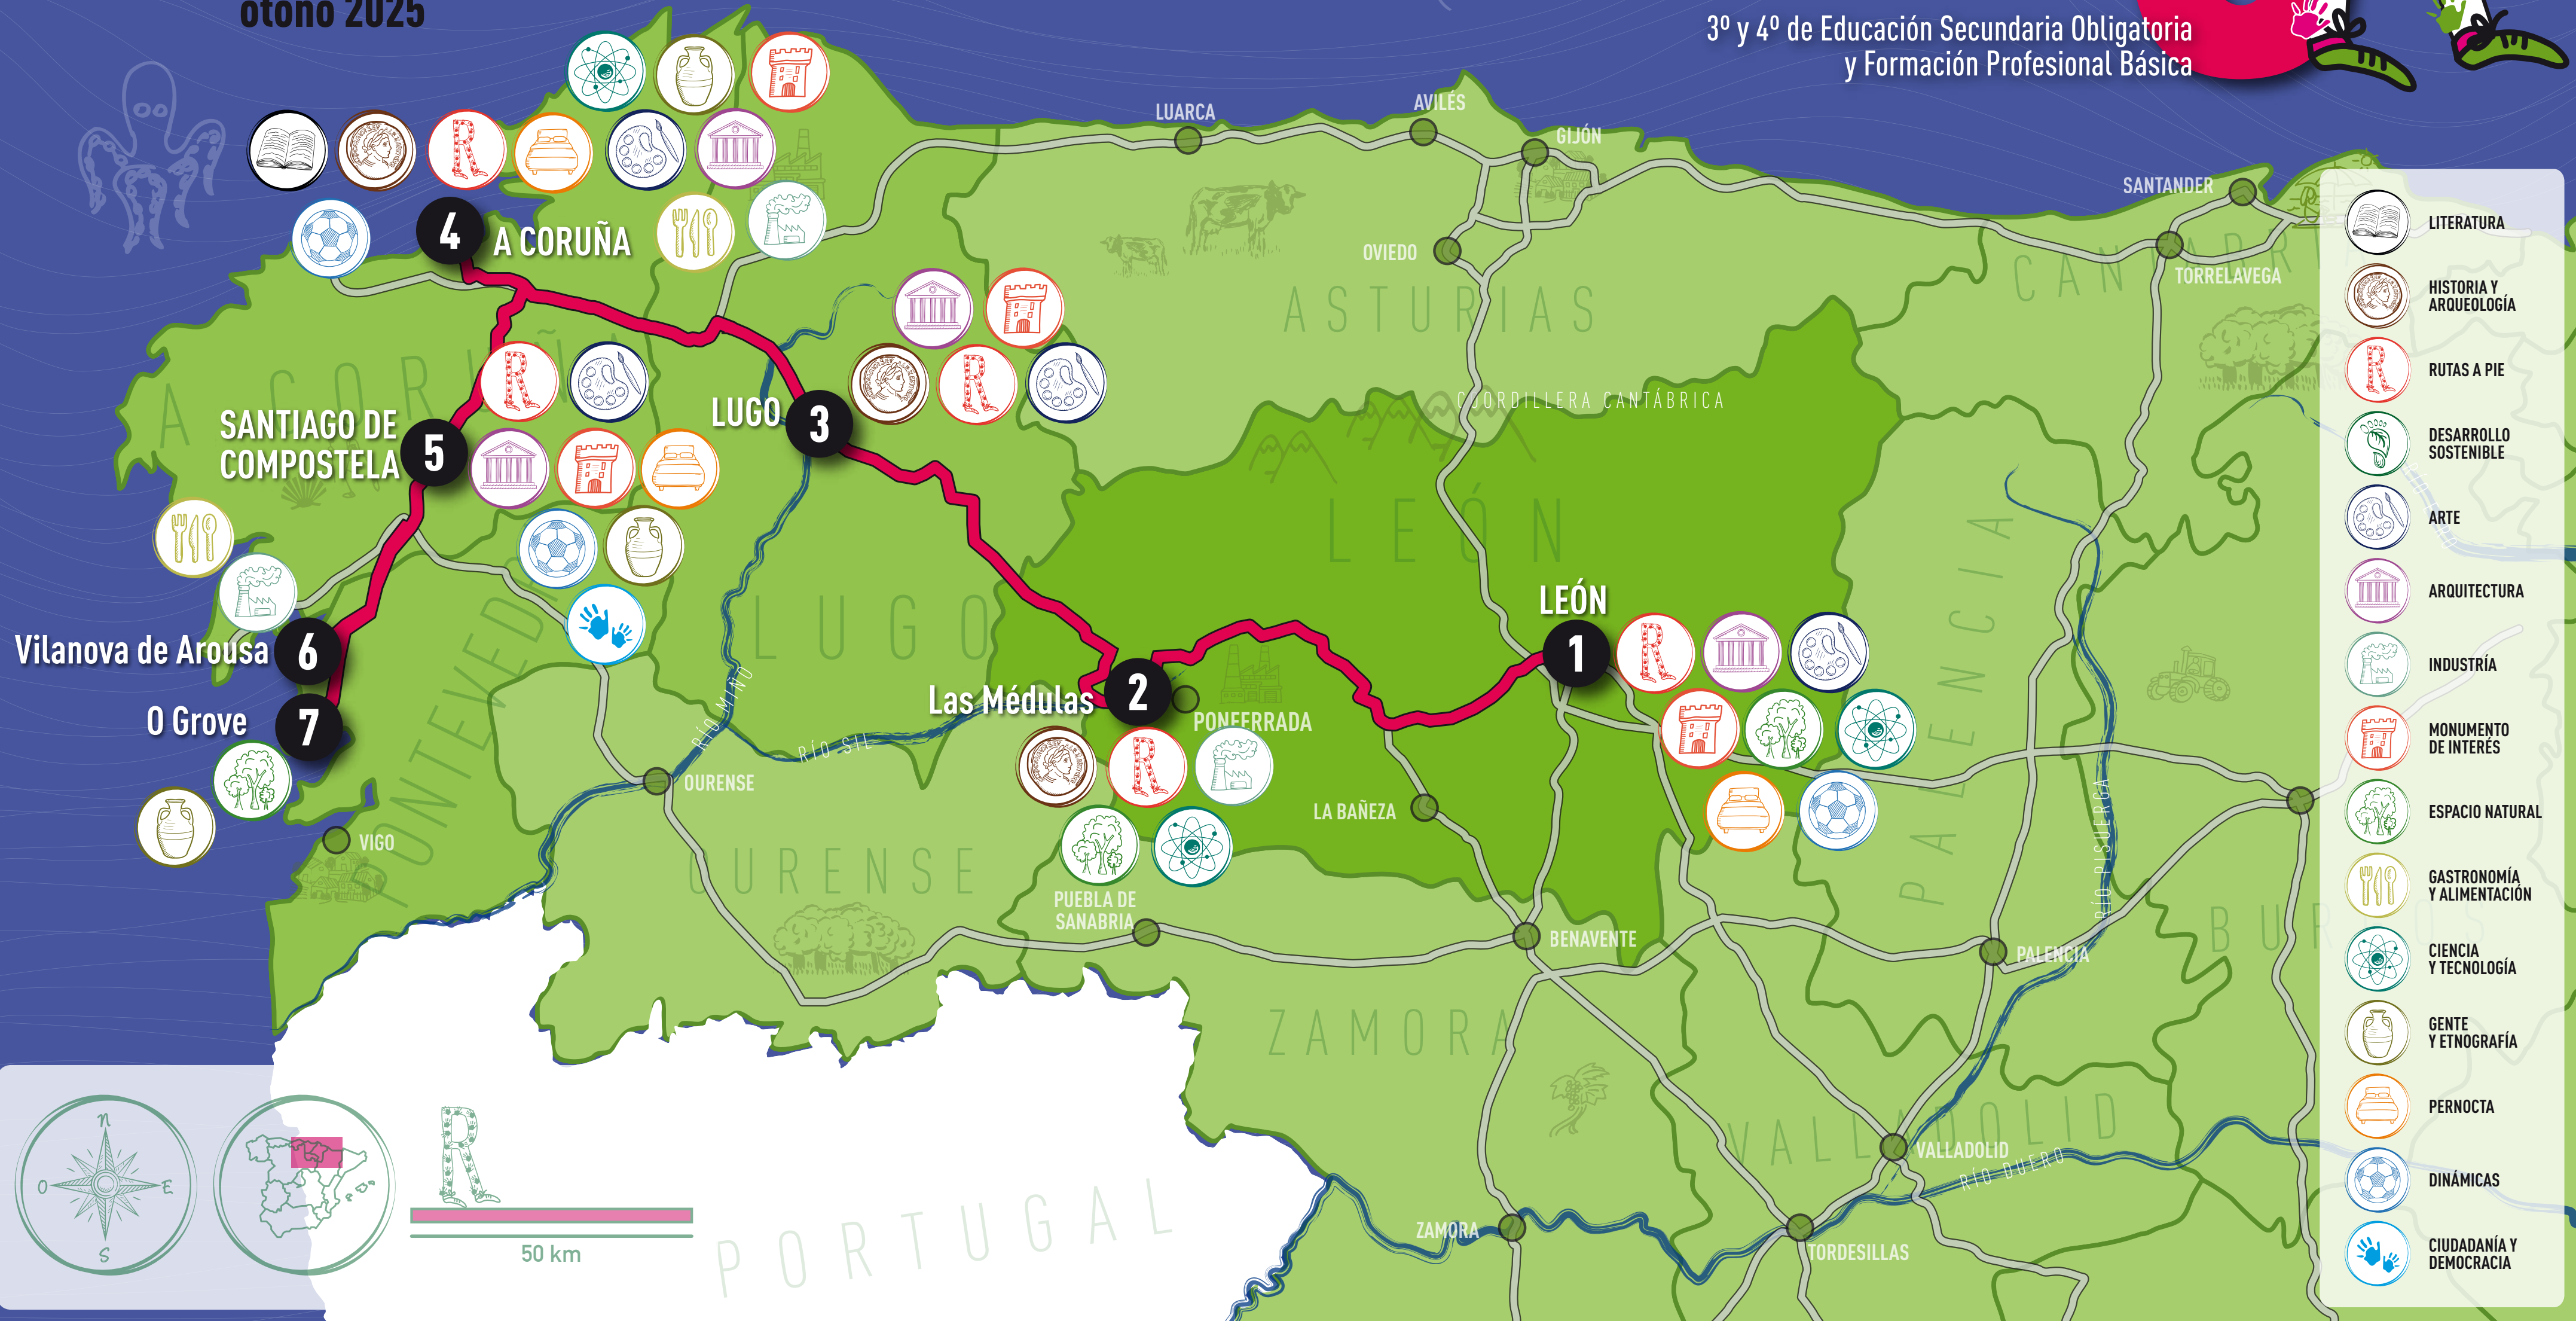 otoño 2025
3º y 4º de Educación Secundaria Obligatoria
y Formación Profesional Básica
LUARCA
AVILÉS
GIJÓN
SANTANDER
TORRELAVEGA
OVIEDO
ASTURIAS
CORDILLERA CANTÁBRICA
4
A CORUÑA
A CORUÑA
SANTIAGO DE
COMPOSTELA
5
LUGO
3
LEÓN
LEÓN
1
LUGO
Vilanova de Arousa
6
O Grove
7
Las Médulas
2
PONFERRADA
PONTEVEDRA
RÍO MIÑO
RÍO SIL
OURENSE
OURENSE
VIGO
LA BAÑEZA
PUEBLA DE
SANABRIA
BENAVENTE
PALENCIA
PALENCIA
RÍO PISUERGA
BURGOS
ZAMORA
ZAMORA
VALLADOLID
VALLADOLID
RÍO DUERO
TORDESILLAS
PORTUGAL
N
O
E
S
R
50 km
LITERATURA
HISTORIA Y
ARQUEOLOGÍA
RUTAS A PIE
DESARROLLO
SOSTENIBLE
ARTE
ARQUITECTURA
INDUSTRÍA
MONUMENTO
DE INTERÉS
ESPACIO NATURAL
GASTRONOMÍA
Y ALIMENTACIÓN
CIENCIA
Y TECNOLOGÍA
GENTE
Y ETNOGRAFÍA
PERNOCTA
DINÁMICAS
CIUDADANÍA Y
DEMOCRACIA